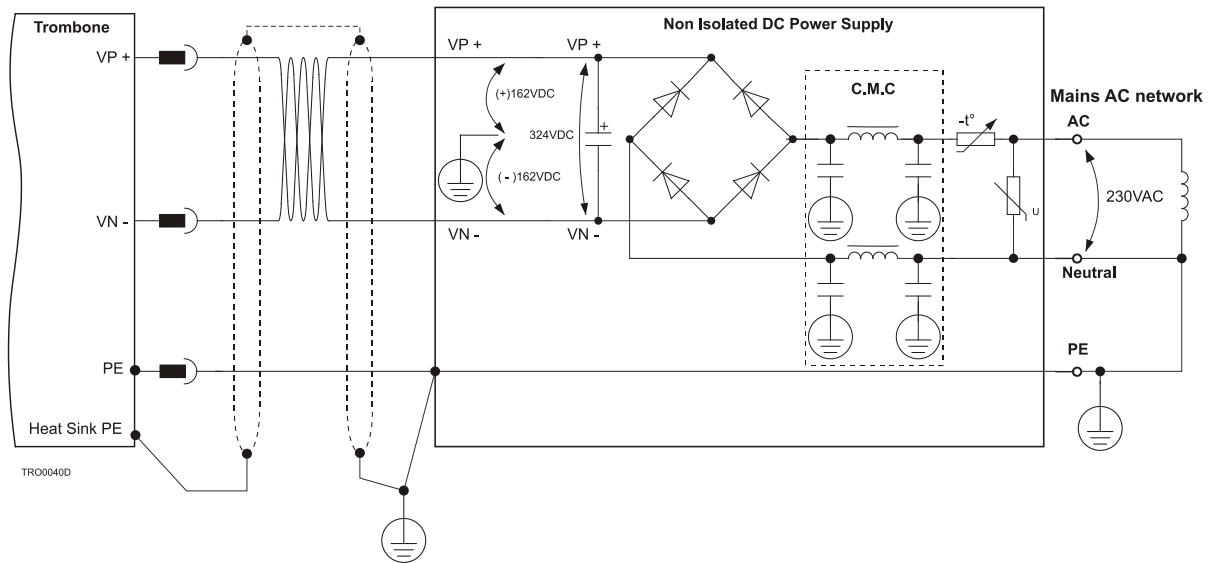 Trombone
Non Isolated DC Power Supply
VP +
VP +
VP +
C.M.C
Mains AC network
(+)162VDC
324VDC
+
-t°
AC
(-)162VDC
U
230VAC
VN -
VN -
VN -
Neutral
PE
PE
Heat Sink PE
TRO0040D